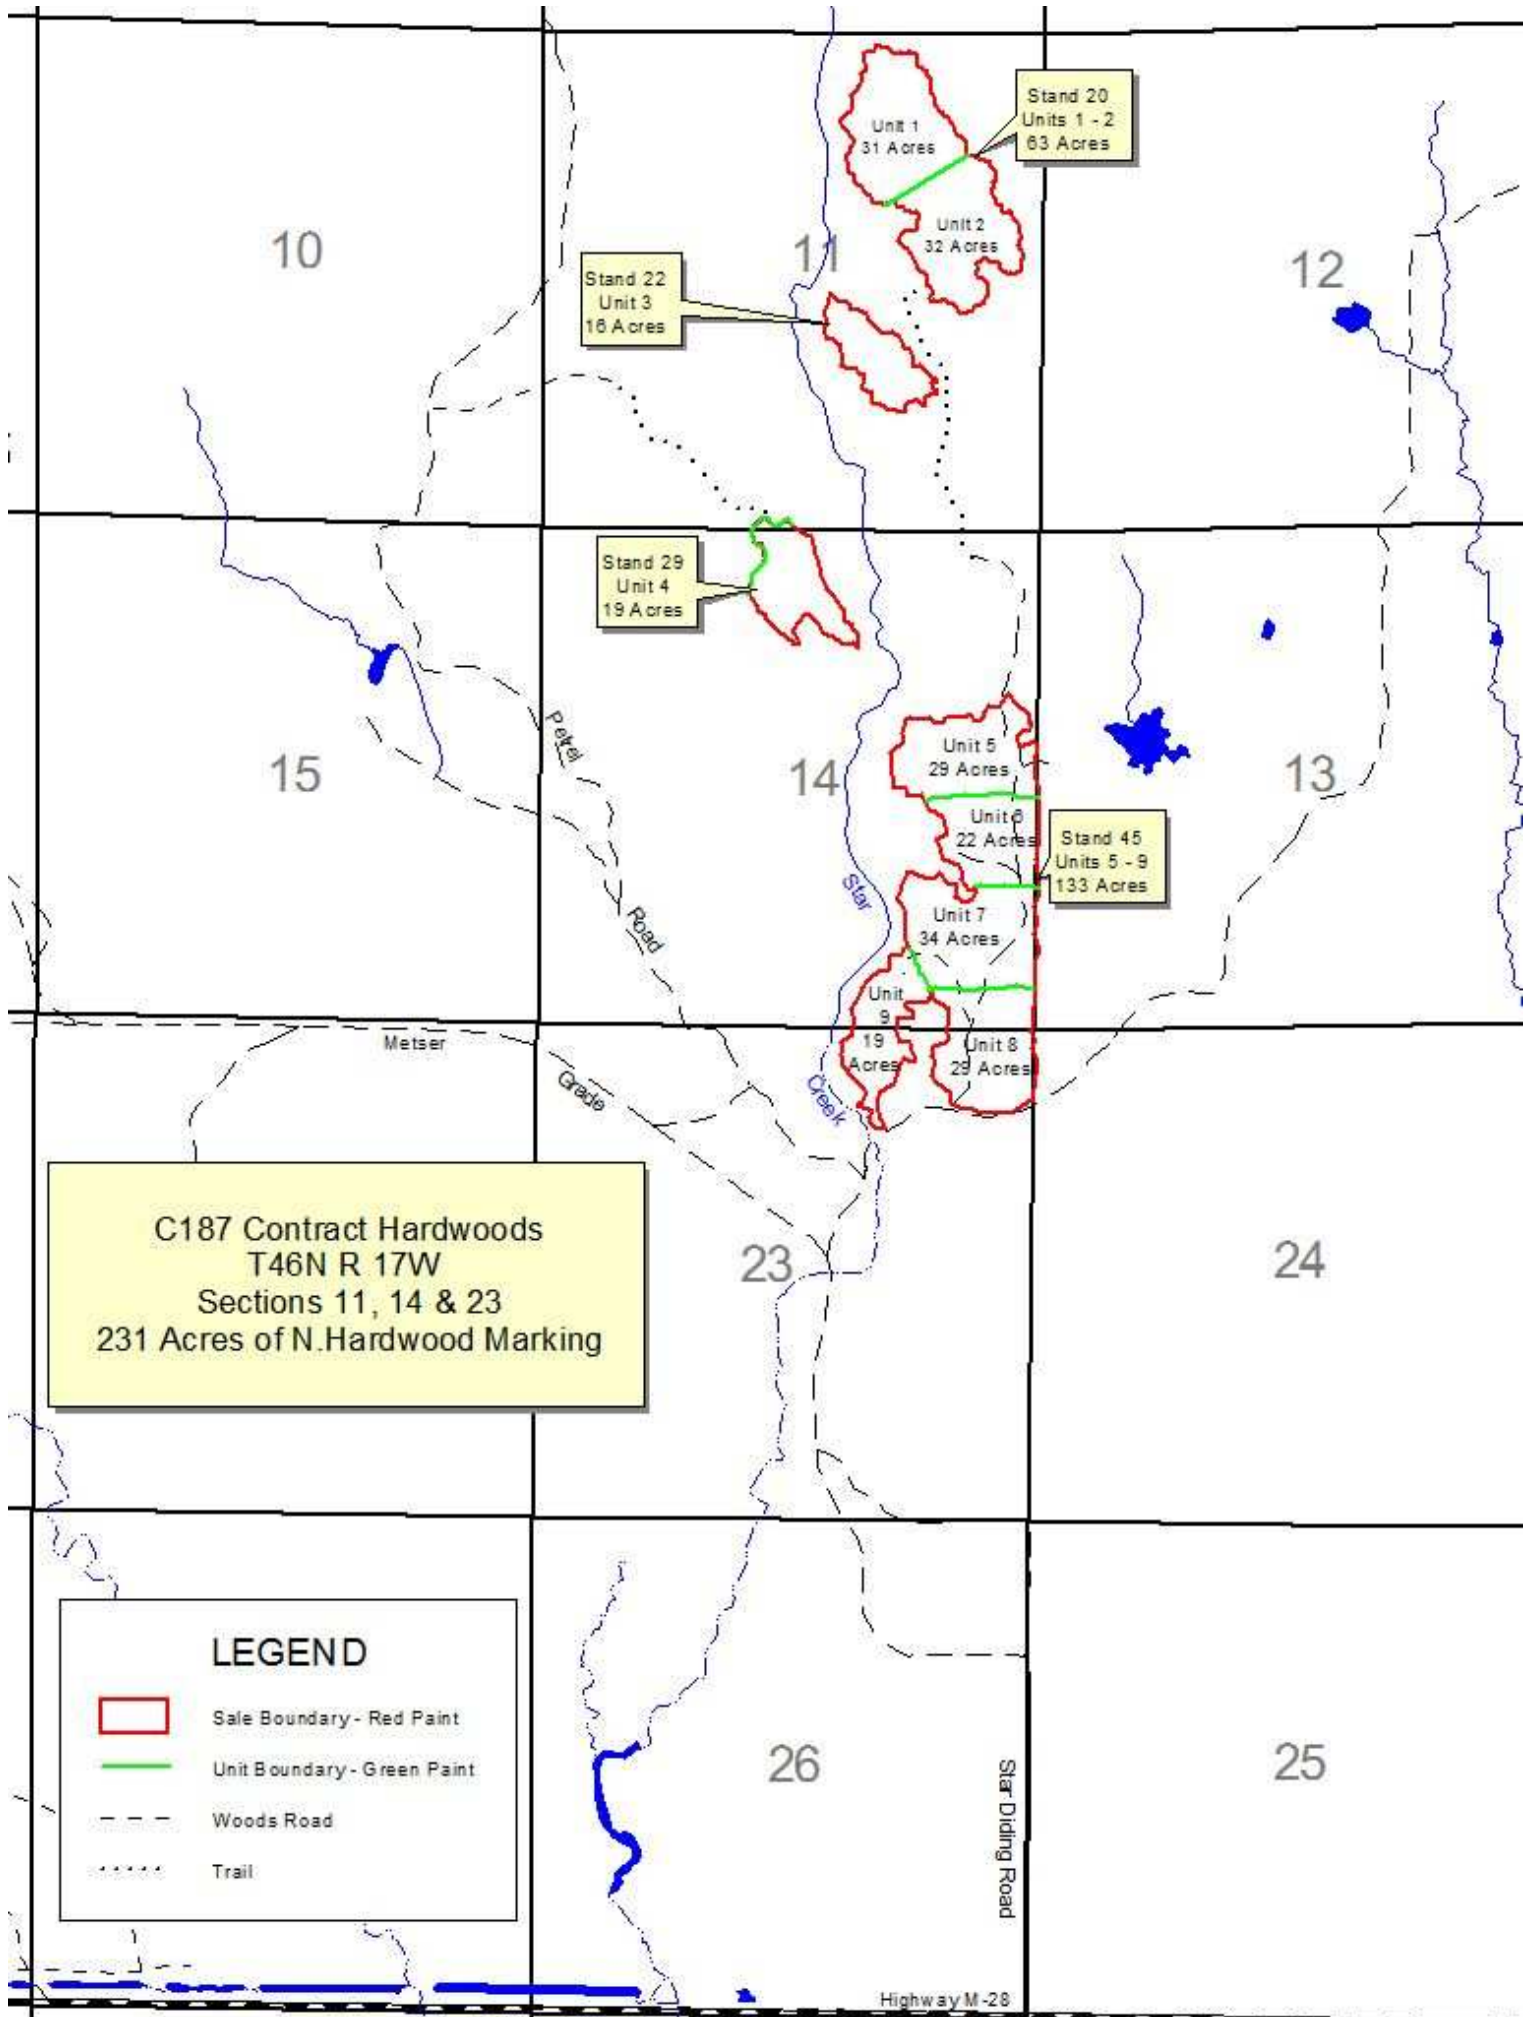 Stand 20
Units 1 - 2
63 Acres
Unit 1
31 Acres
Unit 2
32 Acres
10
11
12
Stand 22
Unit 3
16 Acres
Stand 29
Unit 4
19 Acres
Petrel
Road
15
14
13
Unit 5
29 Acres
Unit 6
22 Acres
Stand 45
Units 5 - 9
133 Acres
Star
Creek
Unit 7
34 Acres
Unit
9
19
Acres
Unit 8
29 Acres
Metser
Grade
C187 Contract Hardwoods
T46N R 17W
Sections 11, 14 & 23
231 Acres of N.Hardwood Marking
23
24
LEGEND
Sale Boundary - Red Paint
Unit Boundary - Green Paint
Woods Road
Trail
26
25
Star Diding Road
Highway M-28